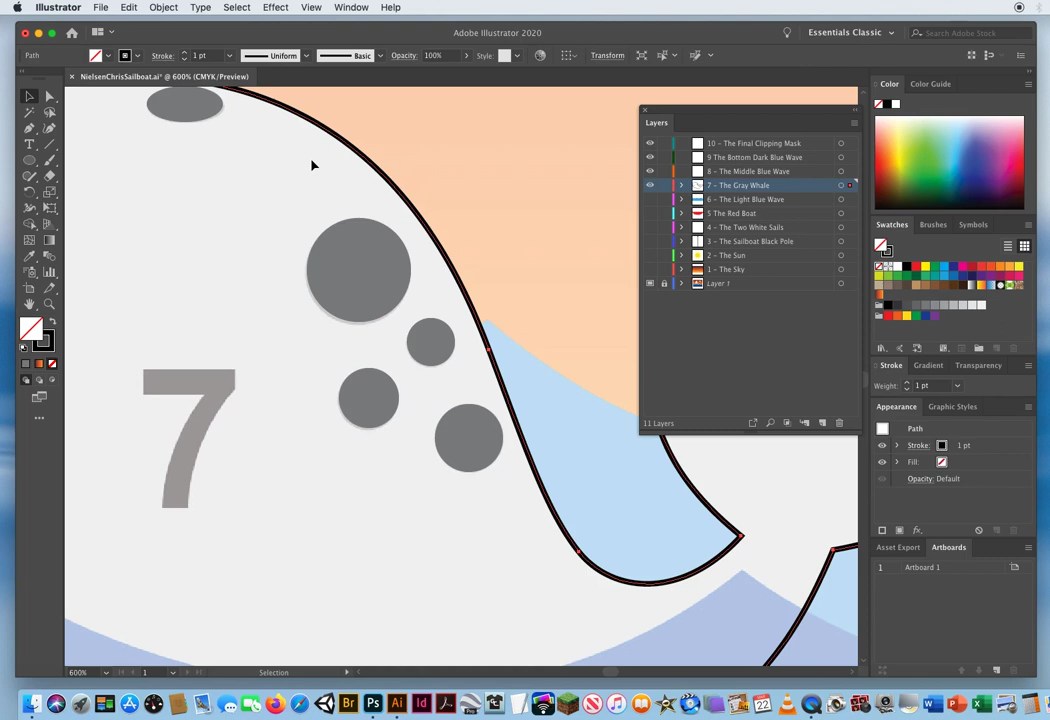 Illustrator File Edit Object Type Select Effect View Window Help
Adobe Illustrator 2020
Essentials Classic
Search Adobe Stock
Path Stroke: 1 pt Uniform Basic Opacity: 100% Style: Transform
NielsenChrisSailboat.ai* @ 600% (CMYK/Preview)
Layers
10 - The Final Clipping Mask
9 The Bottom Dark Blue Wave
8 - The Middle Blue Wave
7 - The Gray Whale
6 - The Light Blue Wave
5 The Red Boat
4 - The Two White Sails
3 - The Sailboat Black Pole
2 - The Sun
1 - The Sky
Layer 1
11 Layers
7
Color Color Guide
Swatches Brushes Symbols
Stroke Gradient Transparency
Weight: 1 pt
Appearance Graphic Styles
Path
Stroke: 1 pt
Fill:
Opacity: Default
Asset Export Artboards
1 Artboard 1
600% 1 Selection
Br Ps Ai Id
22